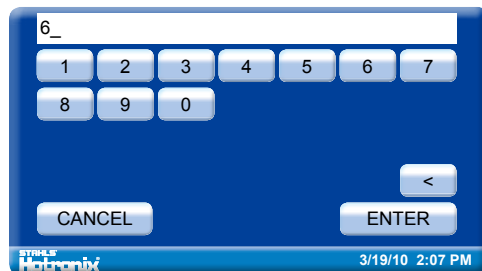 6_
1 2 3 4 5 6 7
8 9 0
<
CANCEL ENTER
STAHLS'
Hotronix 3/19/10 2:07 PM